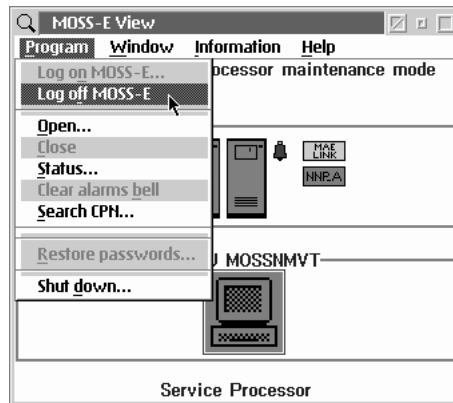 MOSS-E View
Program Window Information Help
Log on MOSS-E...
ocessor maintenance mode
Log off MOSS-E
Open...
Close
MAE
LINK
Status...
NNP.A
Clear alarms bell
Search CPN...
Restore passwords...
MOSSNMVT
Shut down...
Service Processor